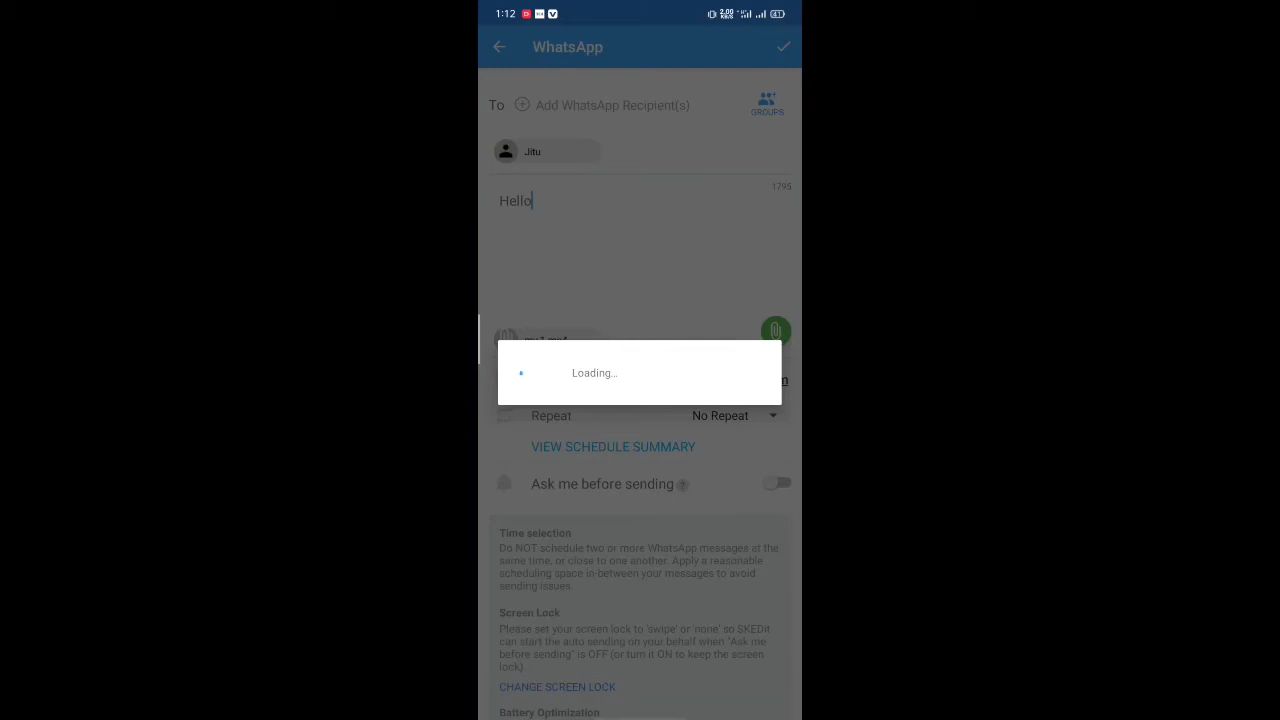 1:12 2.00 KB/S 41
WhatsApp
To Add WhatsApp Recipient(s)
GROUPS
Jitu
1795
Hello
Loading...
Repeat No Repeat
VIEW SCHEDULE SUMMARY
Ask me before sending ?
Time selection
Do NOT schedule two or more WhatsApp messages at the
same time, or close to one another. Apply a reasonable
scheduling space in-between your messages to avoid
sending issues.
Screen Lock
Please set your screen lock to 'swipe' or 'none' so SKEDit
can start the auto sending on your behalf when "Ask me
before sending" is OFF (or turn it ON to keep the screen
lock).
CHANGE SCREEN LOCK
Battery Optimization